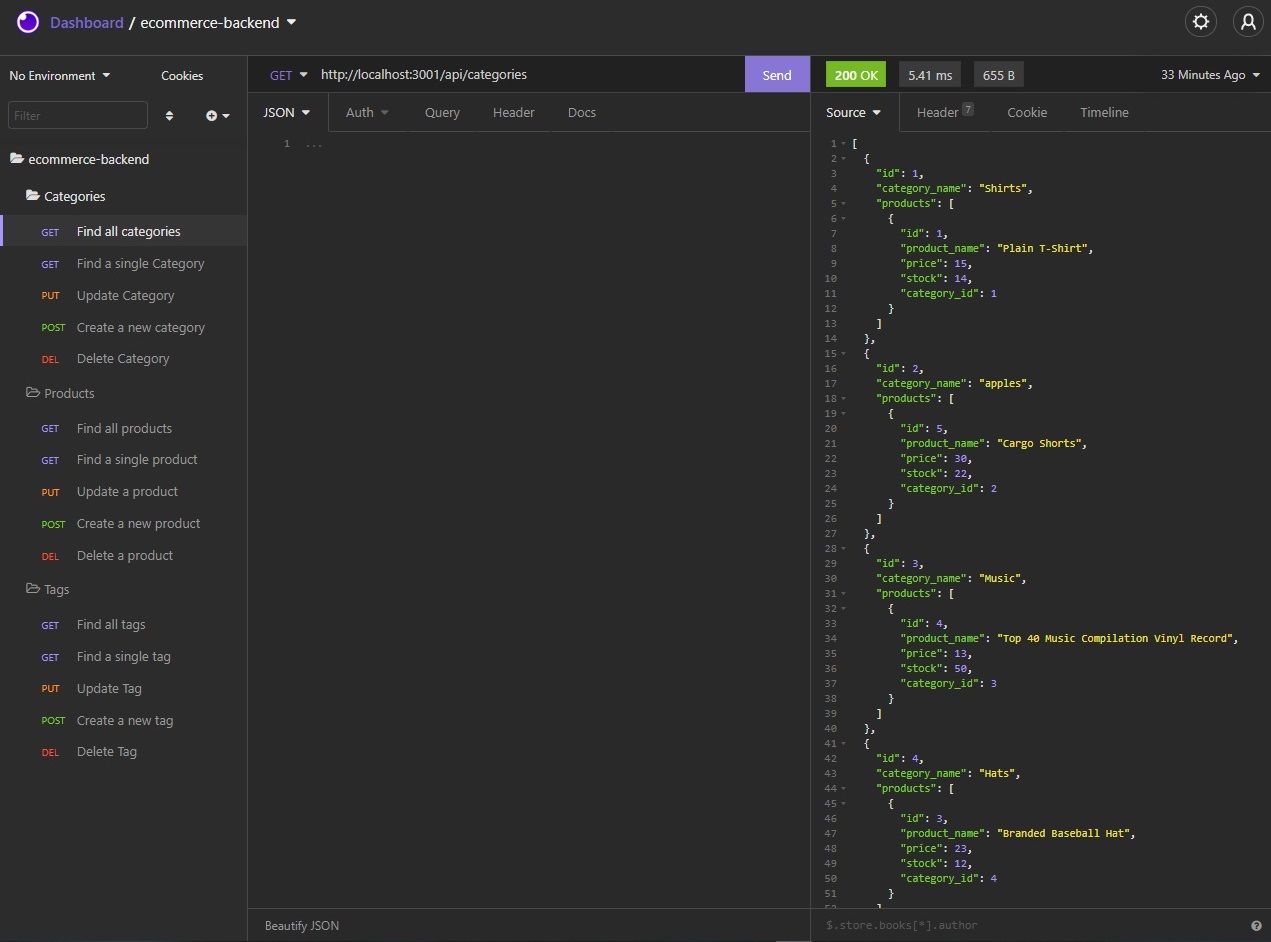 Dashboard / ecommerce-backend
No Environment
Cookies
Filter
ecommerce-backend
Categories
GET Find all categories
GET Find a single Category
PUT Update Category
POST Create a new category
DEL Delete Category
Products
GET Find all products
GET Find a single product
PUT Update a product
POST Create a new product
DEL Delete a product
Tags
GET Find all tags
GET Find a single tag
PUT Update Tag
POST Create a new tag
DEL Delete Tag
GET http://localhost:3001/api/categories Send
JSON Auth Query Header Docs
1 ...
Beautify JSON
200 OK 5.41 ms 655 B 33 Minutes Ago
Source Header 7 Cookie Timeline
1 [
2 {
3 "id": 1,
4 "category_name": "Shirts",
5 "products": [
6 {
7 "id": 1,
8 "product_name": "Plain T-Shirt",
9 "price": 15,
10 "stock": 14,
11 "category_id": 1
12 }
13 ]
14 },
15 {
16 "id": 2,
17 "category_name": "apples",
18 "products": [
19 {
20 "id": 5,
21 "product_name": "Cargo Shorts",
22 "price": 30,
23 "stock": 22,
24 "category_id": 2
25 }
26 ]
27 },
28 {
29 "id": 3,
30 "category_name": "Music",
31 "products": [
32 {
33 "id": 4,
34 "product_name": "Top 40 Music Compilation Vinyl Record",
35 "price": 13,
36 "stock": 50,
37 "category_id": 3
38 }
39 ]
40 },
41 {
42 "id": 4,
43 "category_name": "Hats",
44 "products": [
45 {
46 "id": 3,
47 "product_name": "Branded Baseball Hat",
48 "price": 23,
49 "stock": 12,
50 "category_id": 4
51 }
$.store.books[*].author